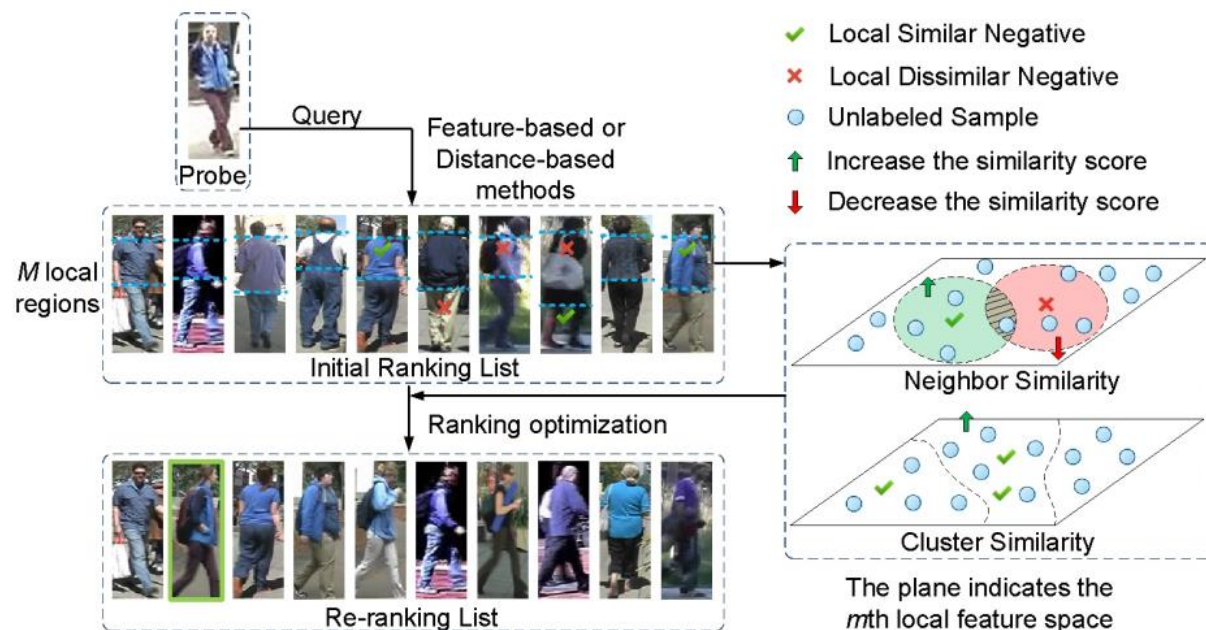 Probe
Query
Feature-based or
Distance-based
methods
M local
regions
Initial Ranking List
Ranking optimization
Re-ranking List
Local Similar Negative
Local Dissimilar Negative
Unlabeled Sample
Increase the similarity score
Decrease the similarity score
Neighbor Similarity
Cluster Similarity
The plane indicates the
mth local feature space